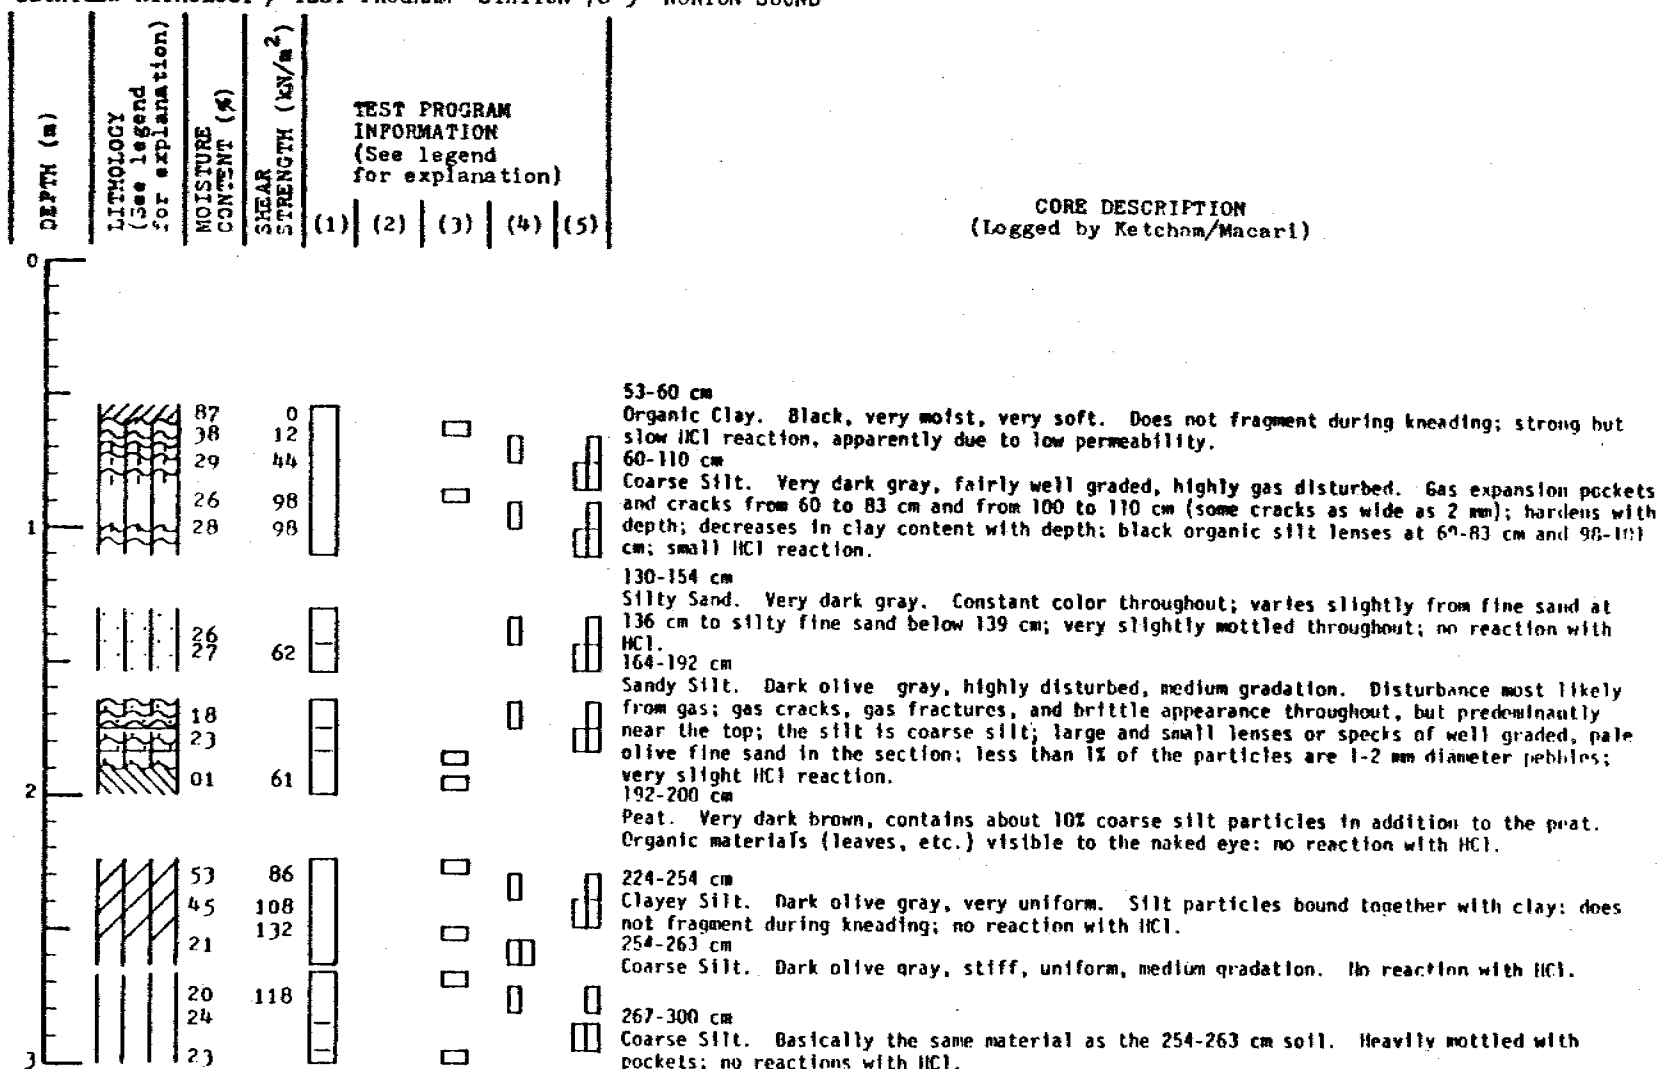 TEST PROGRAM STATION NORTON SOUND
DEPTH (m)
LITHOLOGY
(See legend
for explanation)
MOISTURE
CONTENT (%)
SHEAR
STRENGTH (kN/m²)
TEST PROGRAM
INFORMATION
(See legend
for explanation)
(1) (2) (3) (4) (5)
CORE DESCRIPTION
(Logged by Ketcham/Macari)
0
53-60 cm
87 0 Organic Clay. Black, very moist, very soft. Does not fragment during kneading; strong but
38 12 slow HCl reaction, apparently due to low permeability.
29 44 60-110 cm
Coarse Silt. Very dark gray, fairly well graded, highly gas disturbed. Gas expansion pockets
26 98 and cracks from 60 to 83 cm and from 100 to 110 cm (some cracks as wide as 2 mm); hardens with
1 28 98 depth; decreases in clay content with depth; black organic silt lenses at and
cm; small HCl reaction.
130-154 cm
Silty Sand. Very dark gray. Constant color throughout; varies slightly from fine sand at
26 136 cm to silty fine sand below 139 cm; very slightly mottled throughout; no reaction with
27 62 HCl.
164-192 cm
Sandy Silt. Dark olive gray, highly disturbed, medium gradation. Disturbance most likely
18 from gas; gas cracks, gas fractures, and brittle appearance throughout, but predominantly
23 near the top; the silt is coarse silt; large and small lenses or specks of well graded, pale
olive fine sand in the section; less than 1% of the particles are 1-2 mm diameter pebbles;
01 61 very slight HCl reaction.
2 192-200 cm
Peat. Very dark brown, contains about 10% coarse silt particles in addition to the peat.
Organic materials (leaves, etc.) visible to the naked eye: no reaction with HCl.
53 86 224-254 cm
45 108 Clayey Silt. Dark olive gray, very uniform. Silt particles bound together with clay: does
132 not fragment during kneading; no reaction with HCl.
21 254-263 cm
Coarse Silt. Dark olive gray, stiff, uniform, medium gradation. No reaction with HCl.
20 118
24 267-300 cm
Coarse Silt. Basically the same material as the 254-263 cm soil. Heavily mottled with
3 23 pockets; no reactions with HCl.